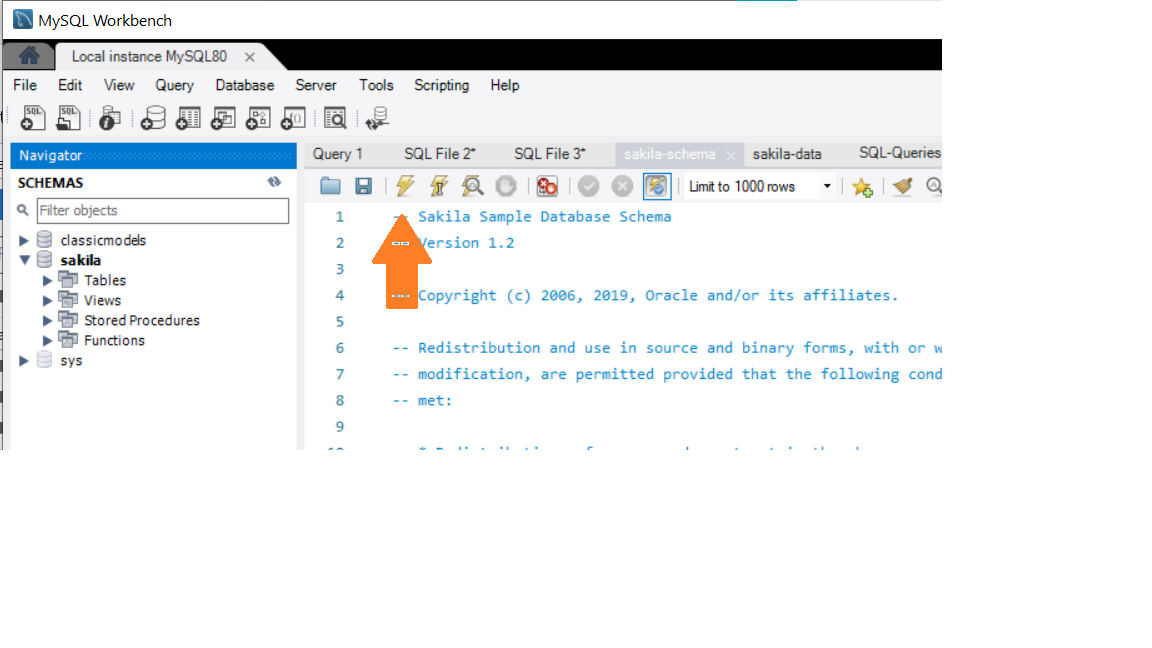 MySQL Workbench
Local instance MySQL80
File Edit View Query Database Server Tools Scripting Help
Navigator
SCHEMAS
Filter objects
classicmodels
sakila
Tables
Views
Stored Procedures
Functions
sys
Query 1 SQL File 2* SQL File 3* sakila-schema sakila-data SQL-Queries
Limit to 1000 rows
1 -- Sakila Sample Database Schema
2 -- Version 1.2
3
4 -- Copyright (c) 2006, 2019, Oracle and/or its affiliates.
5
6 -- Redistribution and use in source and binary forms, with or w
7 -- modification, are permitted provided that the following cond
8 -- met:
9